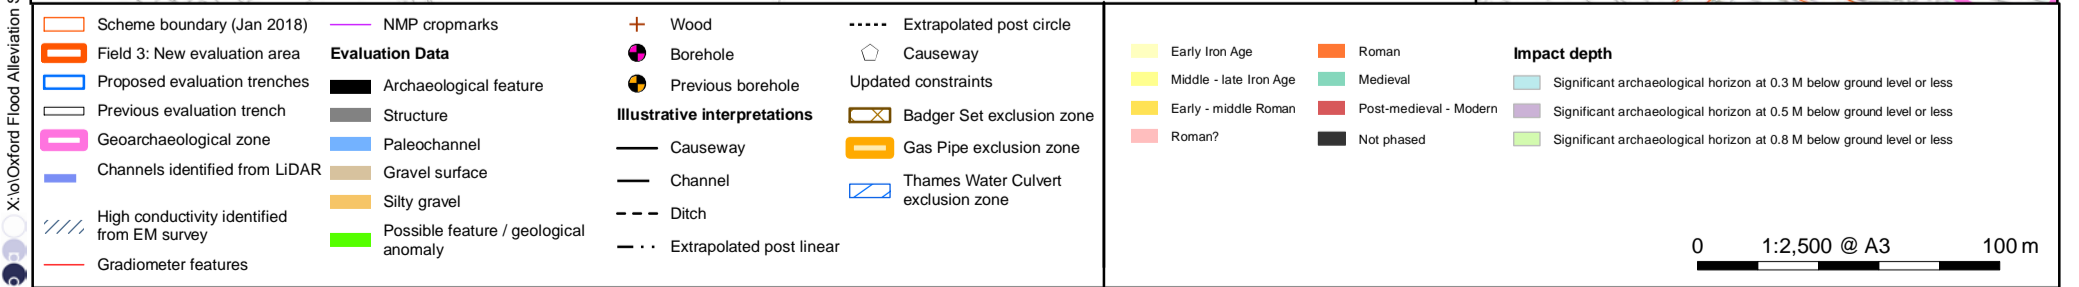 X:\o\Oxford Flood Alleviation
Scheme boundary (Jan 2018)
Field 3: New evaluation area
Proposed evaluation trenches
Previous evaluation trench
Geoarchaeological zone
Channels identified from LiDAR
High conductivity identified
from EM survey
Gradiometer features
NMP cropmarks
Evaluation Data
Archaeological feature
Structure
Paleochannel
Gravel surface
Silty gravel
Possible feature / geological
anomaly
Wood
Borehole
Previous borehole
Illustrative interpretations
Causeway
Channel
Ditch
Extrapolated post linear
Extrapolated post circle
Causeway
Updated constraints
Badger Set exclusion zone
Gas Pipe exclusion zone
Thames Water Culvert
exclusion zone
Early Iron Age
Middle - late Iron Age
Early - middle Roman
Roman?
Roman
Medieval
Post-medieval - Modern
Not phased
Impact depth
Significant archaeological horizon at 0.3 M below ground level or less
Significant archaeological horizon at 0.5 M below ground level or less
Significant archaeological horizon at 0.8 M below ground level or less
0 1:2,500 @ A3 100 m